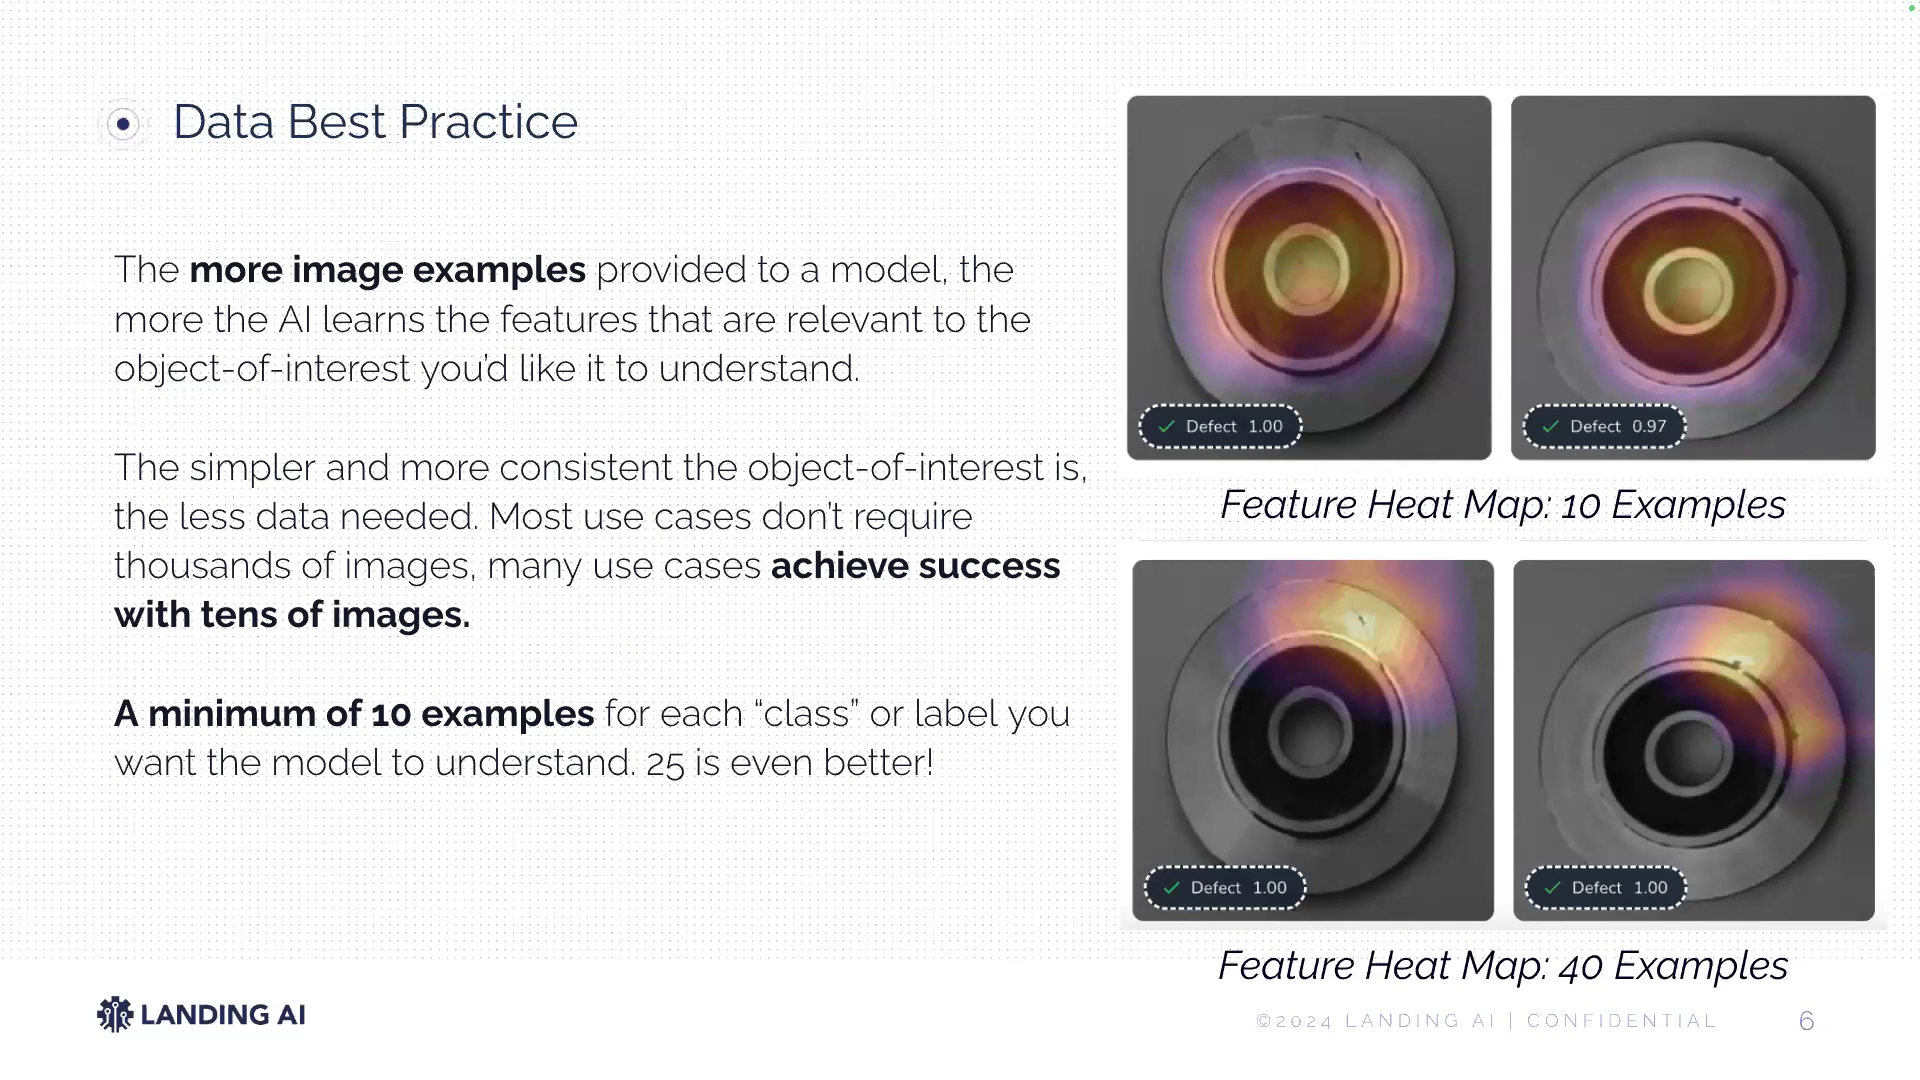 Data Best Practice
The more image examples provided to a model, the
more the AI learns the features that are relevant to the
object-of-interest you’d like it to understand.
The simpler and more consistent the object-of-interest is,
the less data needed. Most use cases don’t require
thousands of images, many use cases achieve success
with tens of images.
A minimum of 10 examples for each “class” or label you
want the model to understand. 25 is even better!
Defect 1.00
Defect 0.97
Feature Heat Map: 10 Examples
Defect 1.00
Defect 1.00
Feature Heat Map: 40 Examples
LANDING AI
©2024 LANDING AI | CONFIDENTIAL
6